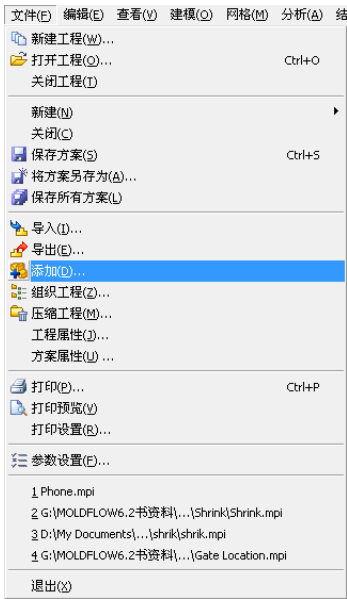 文件(F) 编辑(E) 查看(V) 建模(O) 网格(M) 分析(A) 结
新建工程(W)...
打开工程(O)... Ctrl+O
关闭工程(T)
新建(N)
关闭(C)
保存方案(S) Ctrl+S
将方案另存为(A)...
保存所有方案(L)
导入(I)...
导出(E)...
添加(D)...
组织工程(Z)...
压缩工程(M)...
工程属性(J)...
方案属性(U) ...
打印(P)... Ctrl+P
打印预览(V)
打印设置(R)...
参数设置(F)...
1 Phone.mpi
2 G:\MOLDFLOW6.2书资料\...\Shrink\Shrink.mpi
3 D:\My Documents\...\shrik\shrik.mpi
4 G:\MOLDFLOW6.2书资料\...\Gate Location.mpi
退出(X)